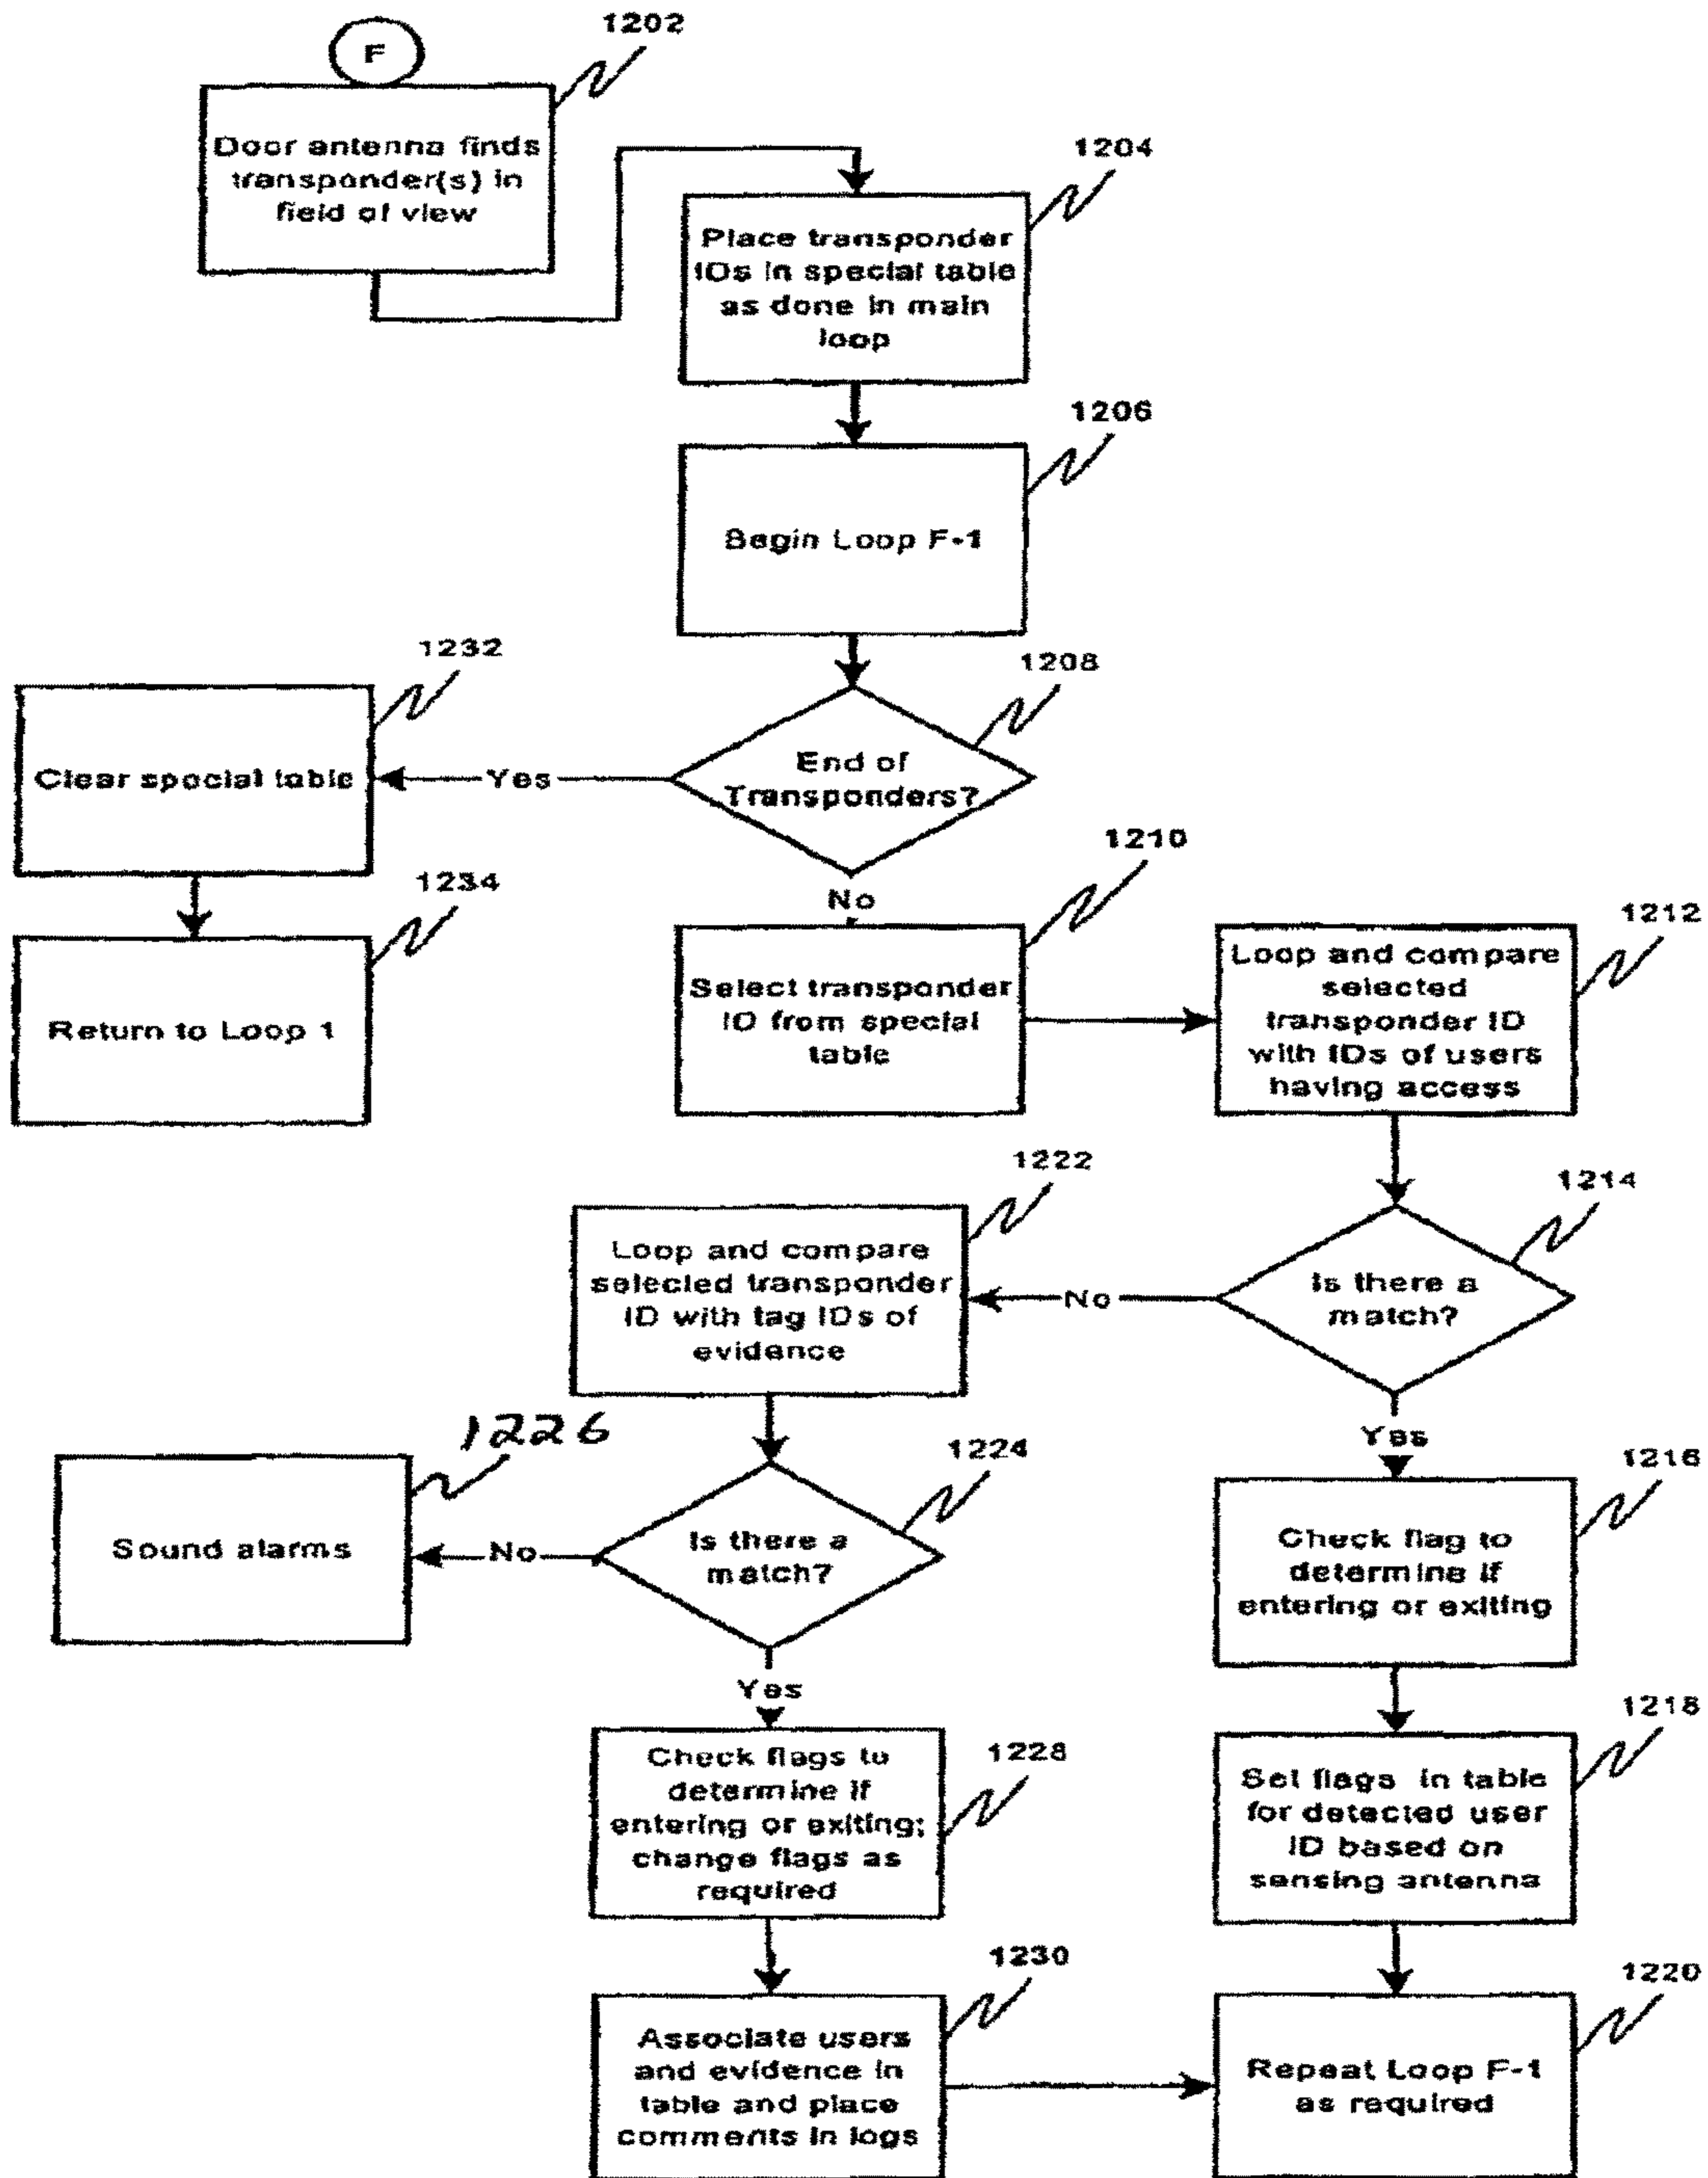 1202
F
Door antenna finds
transponder(s) in
field of view
1204
Place transponder
IDs in special table
as done in main
loop
1206
Begin Loop F-1
1208
End of
Transponders?
Yes
No
1232
Clear special table
1234
Return to Loop 1
1210
Select transponder
ID from special
table
1212
Loop and compare
selected
transponder ID
with IDs of users
having access
1214
Is there a
match?
No
Yes
1222
Loop and compare
selected transponder
ID with tag IDs of
evidence
1224
Is there a
match?
No
Yes
1226
Sound alarms
1216
Check flag to
determine if
entering or exiting
1218
Set flags in table
for detected user
ID based on
sensing antenna
1228
Check flags to
determine if
entering or exiting;
change flags as
required
1230
Associate users
and evidence in
table and place
comments in logs
1220
Repeat Loop F-1
as required